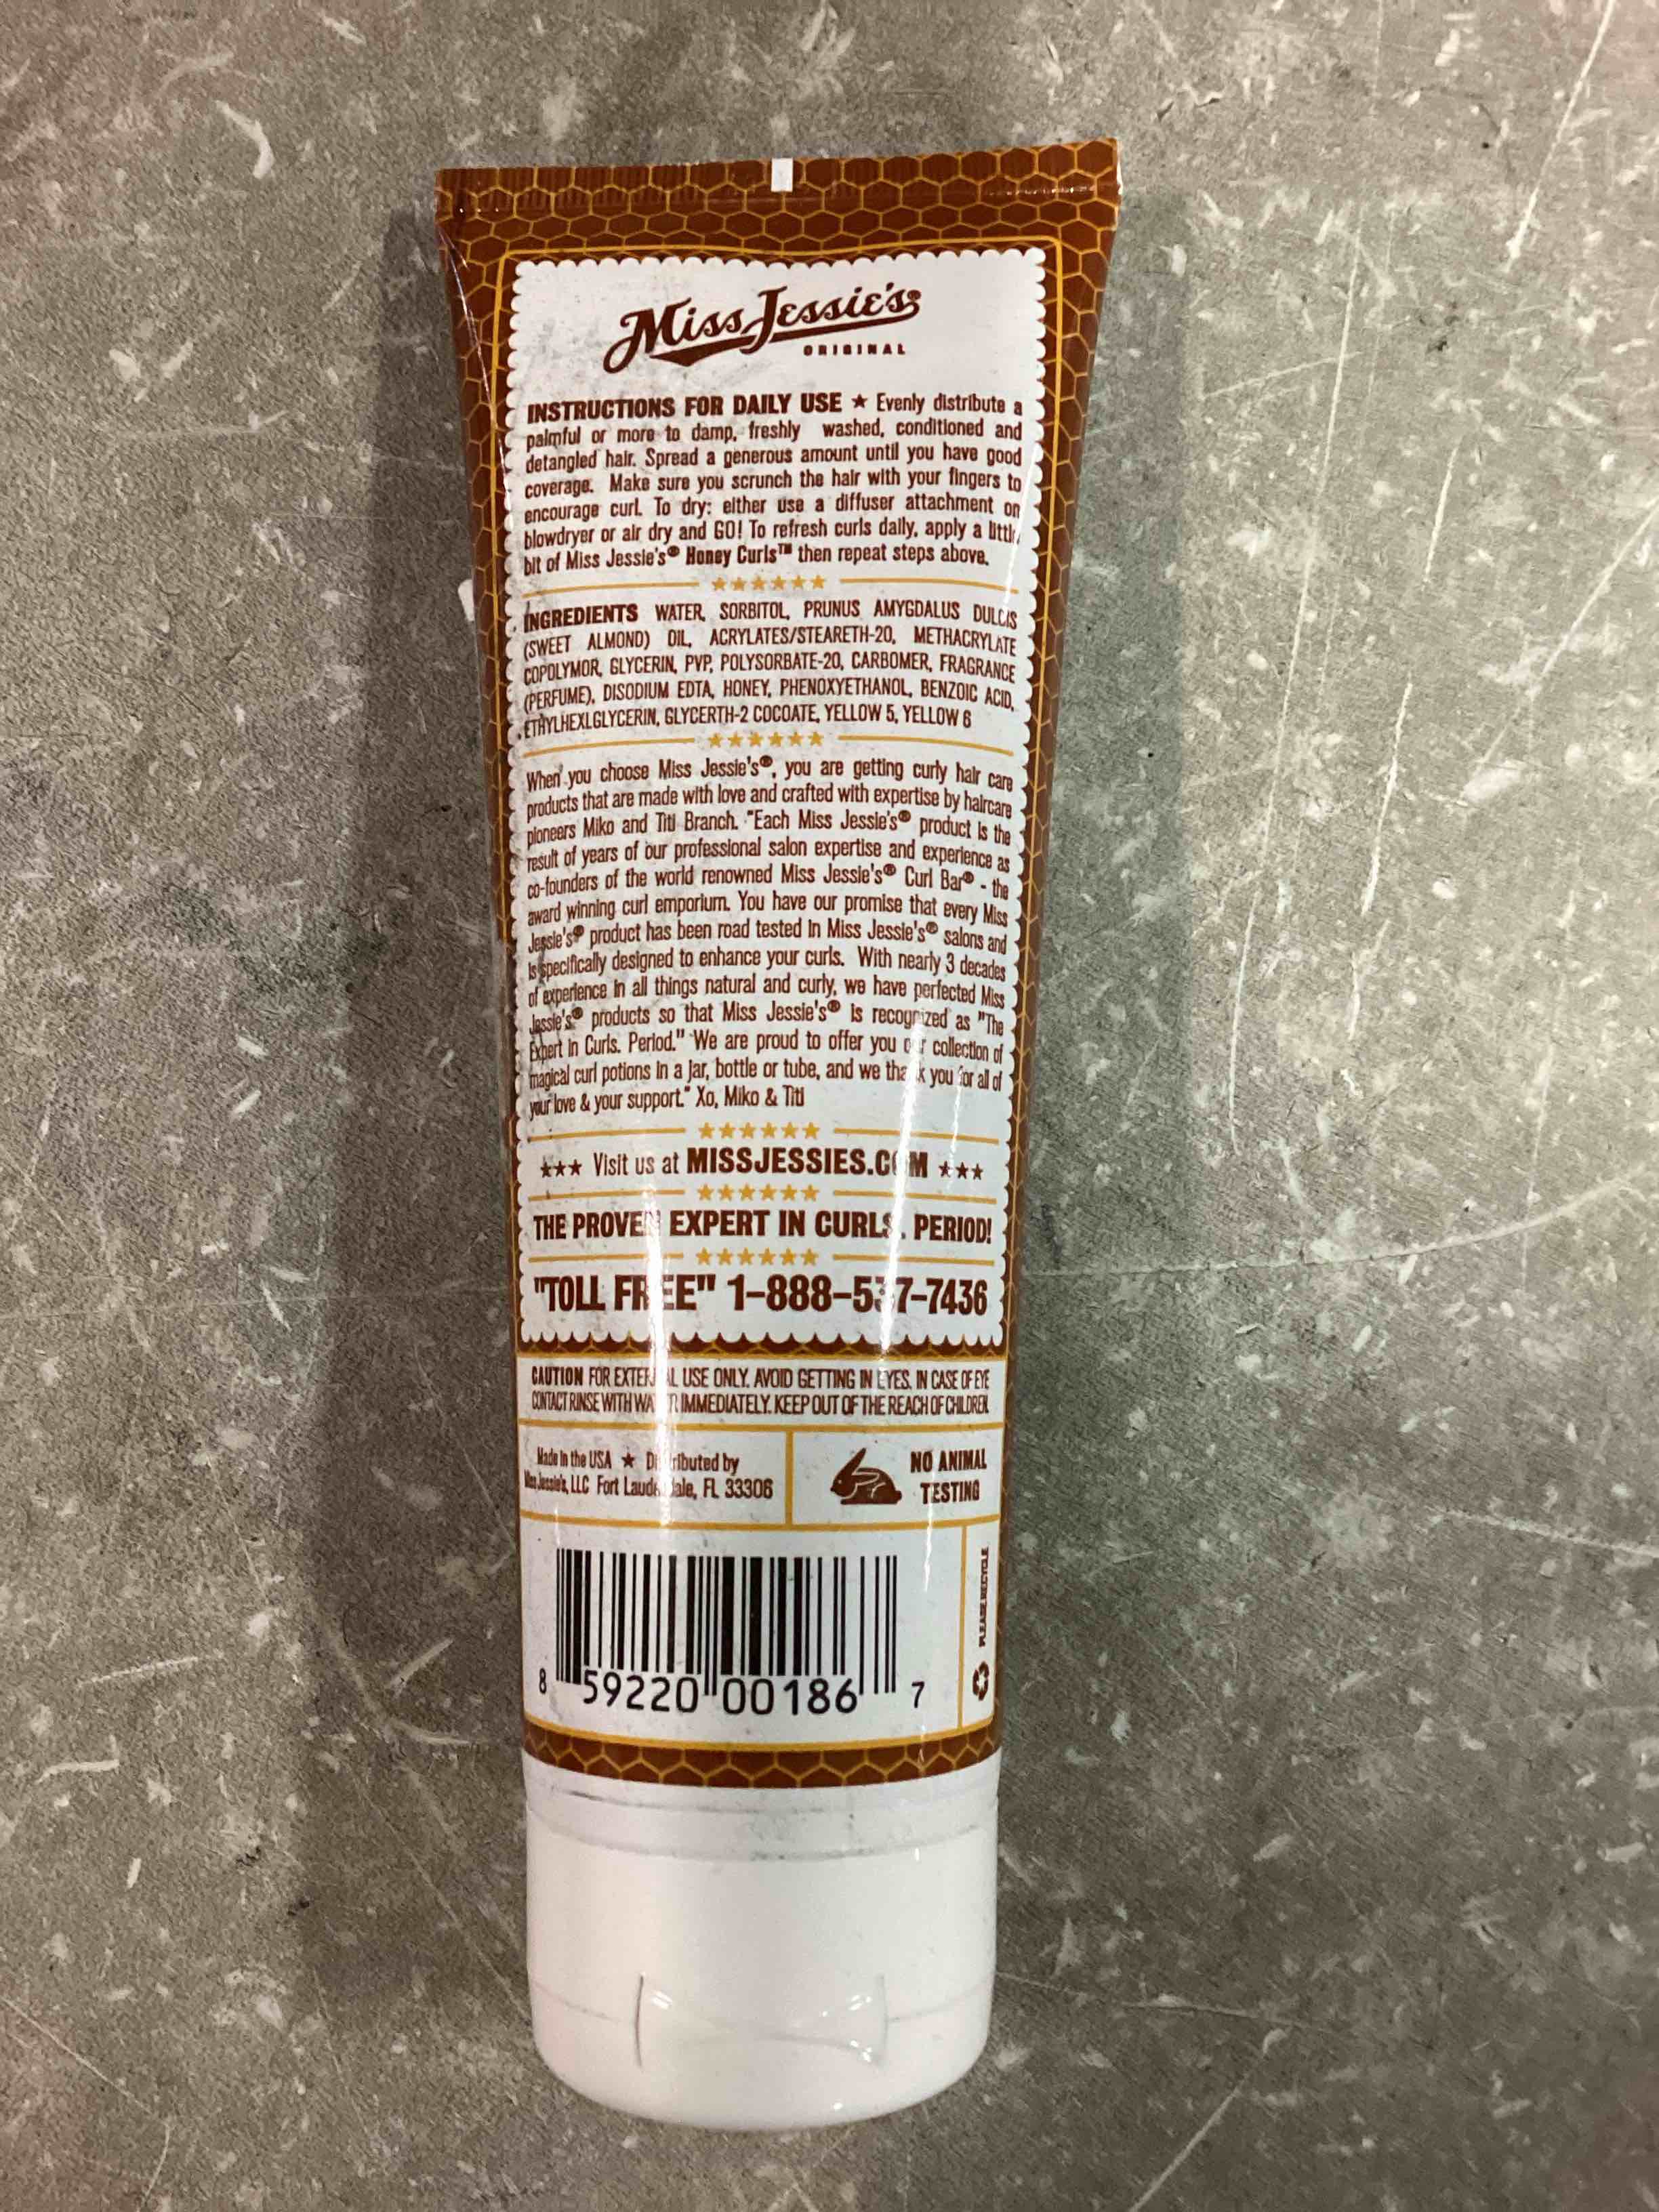 Miss Jessie's®
ORIGINAL
INSTRUCTIONS FOR DAILY USE ★ Evenly distribute a
palmful or more to damp, freshly washed, conditioned and
detangled hair. Spread a generous amount until you have good
coverage. Make sure you scrunch the hair with your fingers to
encourage curl. To dry: either use a diffuser attachment on
blowdryer or air dry and GO! To refresh curls daily, apply a little
bit of Miss Jessie's® Honey Curls™ then repeat steps above.
★★★★★★
INGREDIENTS WATER, SORBITOL, PRUNUS AMYGDALUS DULCIS
(SWEET ALMOND) OIL, ACRYLATES/STEARETH-20, METHACRYLATE
COPOLYMOR, GLYCERIN, PVP, POLYSORBATE-20, CARBOMER, FRAGRANCE
(PERFUME), DISODIUM EDTA, HONEY, PHENOXYETHANOL, BENZOIC ACID,
ETHYLHEXLGLYCERIN, GLYCERTH-2 COCOATE, YELLOW 5, YELLOW 6
★★★★★★
When you choose Miss Jessie's®, you are getting curly hair care
products that are made with love and crafted with expertise by haircare
pioneers Miko and Titi Branch. "Each Miss Jessie's® product is the
result of years of our professional salon expertise and experience as
co-founders of the world renowned Miss Jessie's® Curl Bar® - the
award winning curl emporium. You have our promise that every Miss
Jessie's® product has been road tested in Miss Jessie's® salons and
is specifically designed to enhance your curls. With nearly 3 decades
of experience in all things natural and curly, we have perfected Miss
Jessie's® products so that Miss Jessie's® is recognized as "The
Expert in Curls. Period." We are proud to offer you our collection of
magical curl potions in a jar, bottle or tube, and we thank you for all of
your love & your support." Xo, Miko & Titi
★★★★★★
★★★ Visit us at MISSJESSIES.COM ★★★
★★★★★★
THE PROVEN EXPERT IN CURLS. PERIOD!
★★★★★★
"TOLL FREE" 1-888-537-7436
CAUTION FOR EXTERNAL USE ONLY. AVOID GETTING IN EYES. IN CASE OF EYE
CONTACT RINSE WITH WATER IMMEDIATELY. KEEP OUT OF THE REACH OF CHILDREN.
Made in the USA ★ Distributed by
Miss Jessie's, LLC Fort Lauderdale, FL 33306
NO ANIMAL
TESTING
PLEASE RECYCLE
8 59220 00186 7